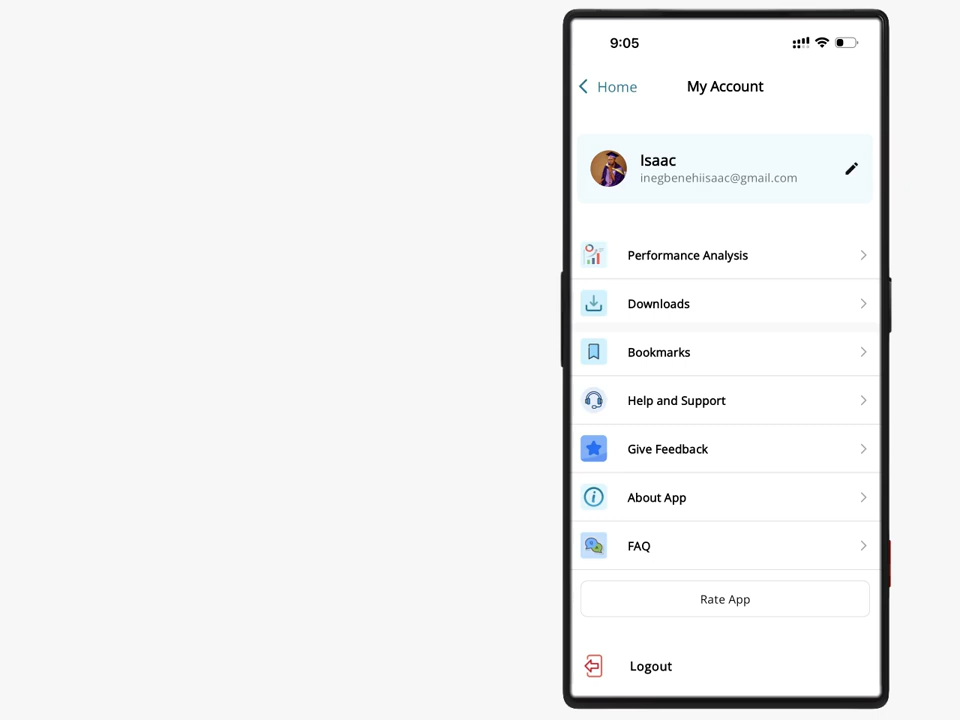 9:05
Home
My Account
Isaac
inegbenehiisaac@gmail.com
Performance Analysis
Downloads
Bookmarks
Help and Support
Give Feedback
About App
FAQ
Rate App
Logout